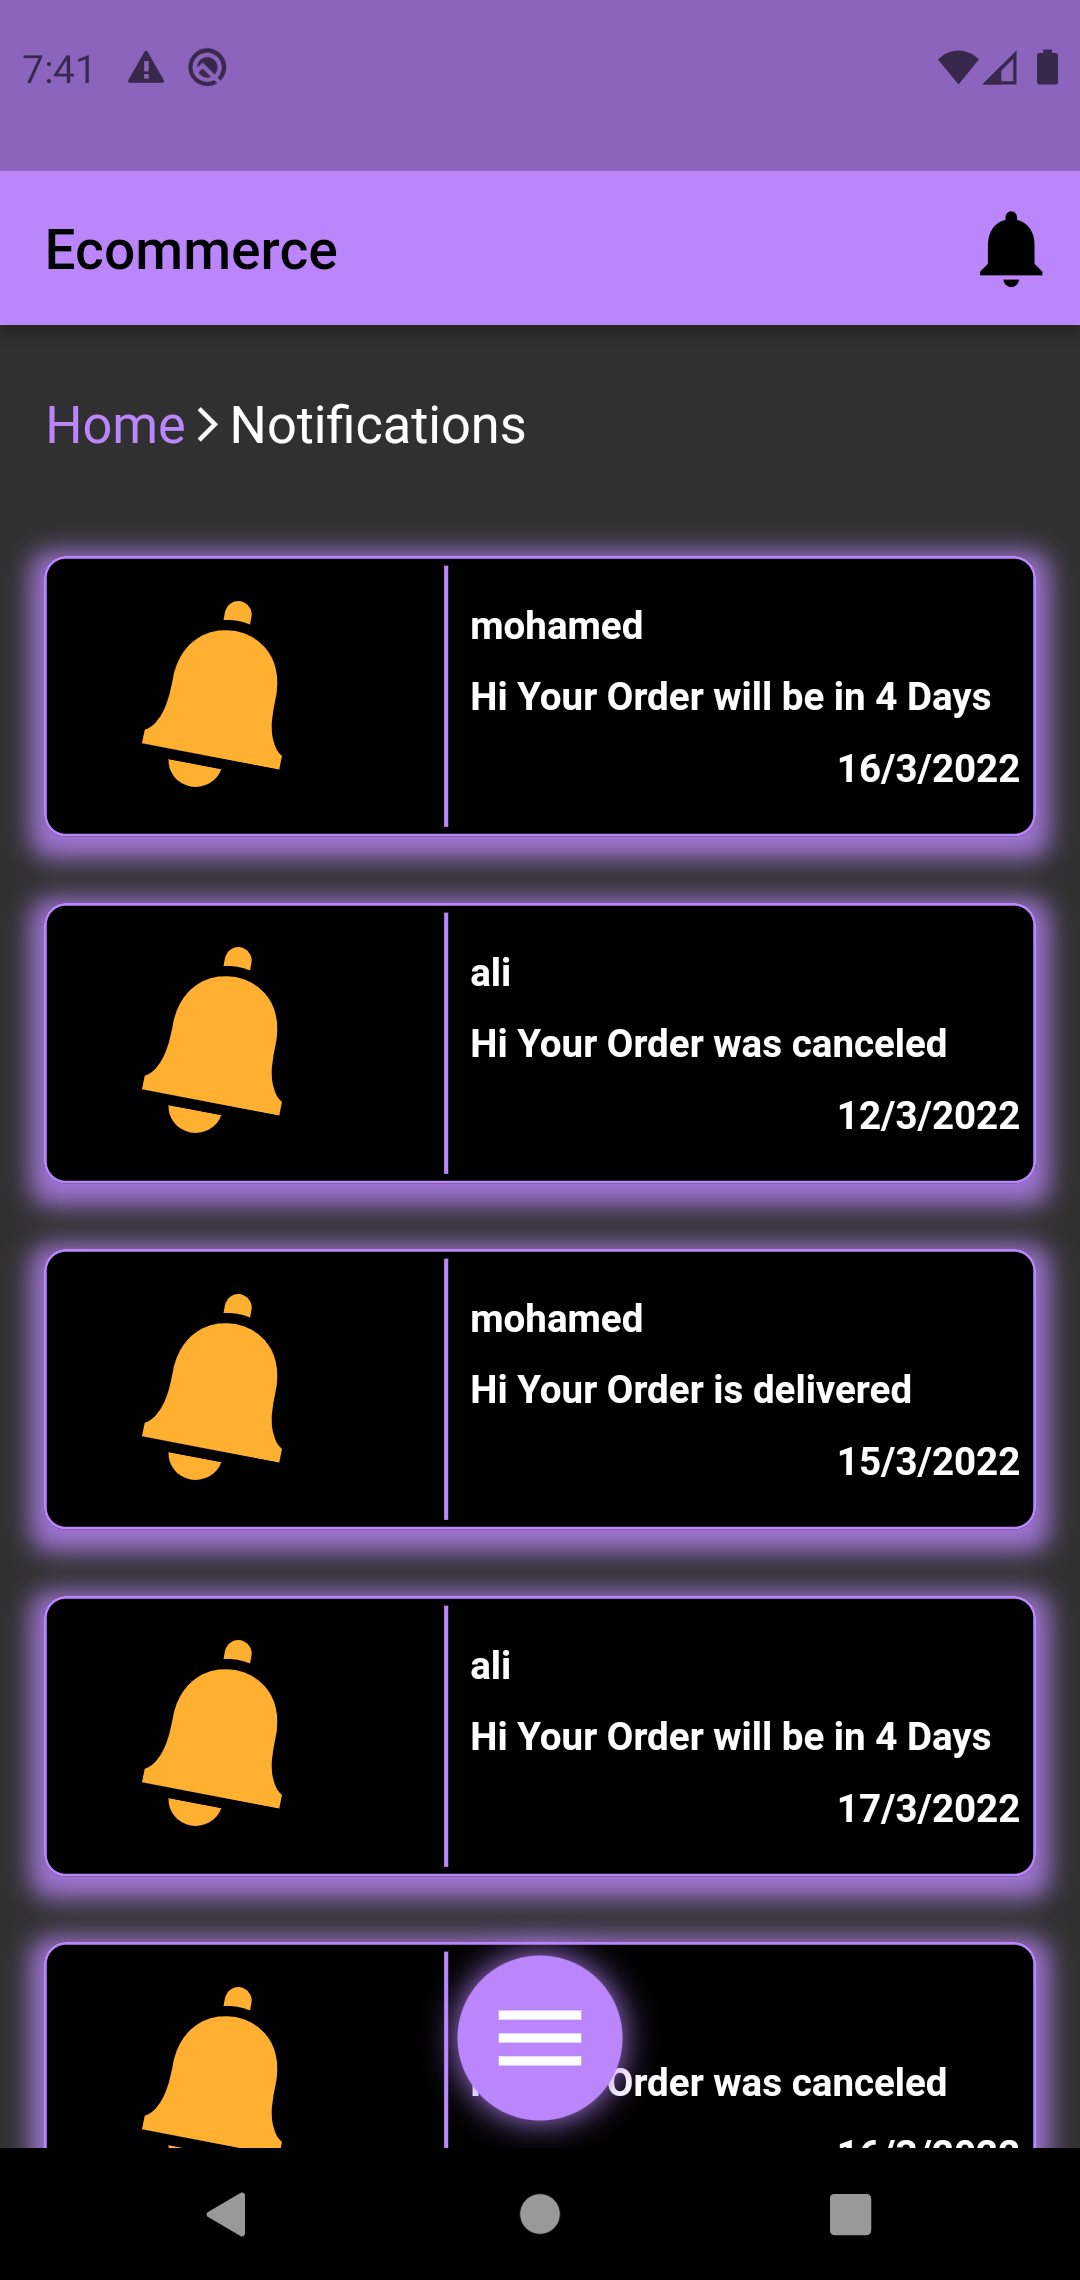 7:41
Ecommerce
Home > Notifications
mohamed
Hi Your Order will be in 4 Days
16/3/2022
ali
Hi Your Order was canceled
12/3/2022
mohamed
Hi Your Order is delivered
15/3/2022
ali
Hi Your Order will be in 4 Days
17/3/2022
Order was canceled